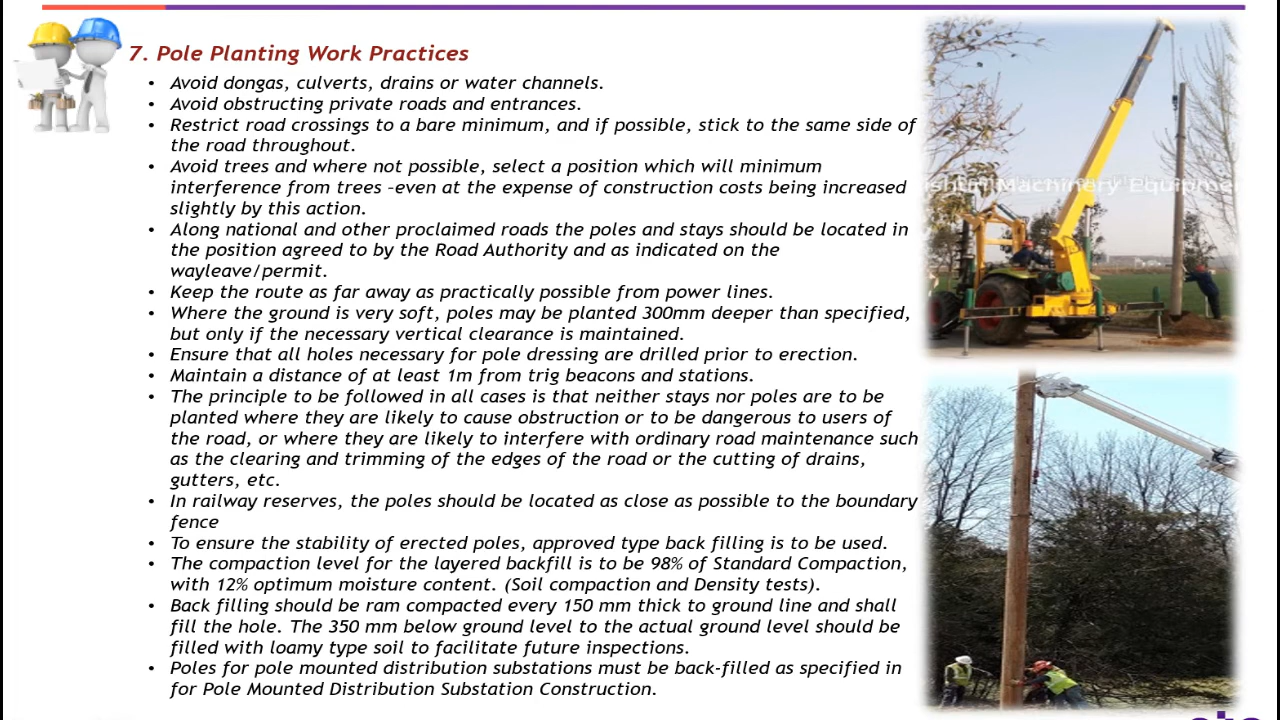 7. Pole Planting Work Practices
• Avoid dongas, culverts, drains or water channels.
• Avoid obstructing private roads and entrances.
• Restrict road crossings to a bare minimum, and if possible, stick to the same side of
the road throughout.
• Avoid trees and where not possible, select a position which will minimum
interference from trees –even at the expense of construction costs being increased
slightly by this action.
• Along national and other proclaimed roads the poles and stays should be located in
the position agreed to by the Road Authority and as indicated on the
wayleave/permit.
• Keep the route as far away as practically possible from power lines.
• Where the ground is very soft, poles may be planted 300mm deeper than specified,
but only if the necessary vertical clearance is maintained.
• Ensure that all holes necessary for pole dressing are drilled prior to erection.
• Maintain a distance of at least 1m from trig beacons and stations.
• The principle to be followed in all cases is that neither stays nor poles are to be
planted where they are likely to cause obstruction or to be dangerous to users of
the road, or where they are likely to interfere with ordinary road maintenance such
as the clearing and trimming of the edges of the road or the cutting of drains,
gutters, etc.
• In railway reserves, the poles should be located as close as possible to the boundary
fence
• To ensure the stability of erected poles, approved type back filling is to be used.
• The compaction level for the layered backfill is to be 98% of Standard Compaction,
with 12% optimum moisture content. (Soil compaction and Density tests).
• Back filling should be ram compacted every 150 mm thick to ground line and shall
fill the hole. The 350 mm below ground level to the actual ground level should be
filled with loamy type soil to facilitate future inspections.
• Poles for pole mounted distribution substations must be back-filled as specified in
for Pole Mounted Distribution Substation Construction.
Machinery